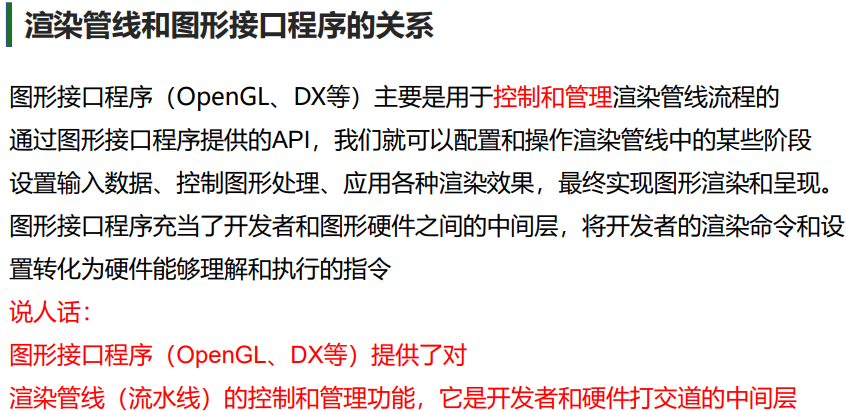 渲染管线和图形接口程序的关系
图形接口程序（OpenGL、DX等）主要是用于控制和管理渲染管线流程的
通过图形接口程序提供的API，我们就可以配置和操作渲染管线中的某些阶段
设置输入数据、控制图形处理、应用各种渲染效果，最终实现图形渲染和呈现。
图形接口程序充当了开发者和图形硬件之间的中间层，将开发者的渲染命令和设
置转化为硬件能够理解和执行的指令
说人话：
图形接口程序（OpenGL、DX等）提供了对
渲染管线（流水线）的控制和管理功能，它是开发者和硬件打交道的中间层